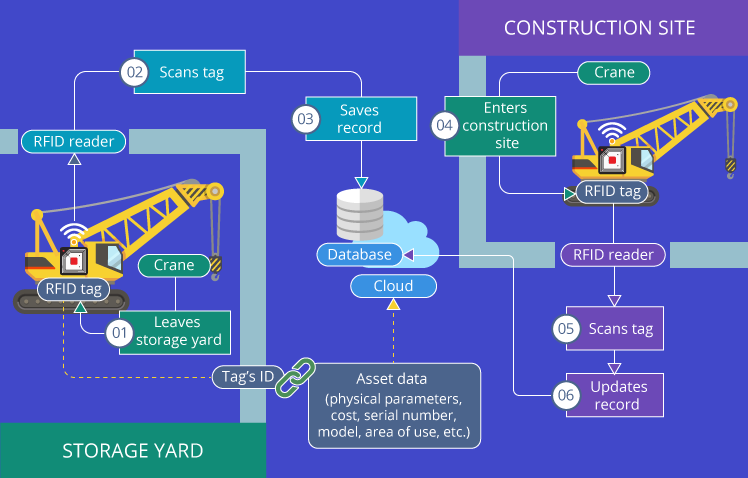 CONSTRUCTION SITE
02
Scans tag
Crane
03
Saves
record
04
Enters
construction
site
RFID reader
RFID tag
Crane
RFID tag
Database
RFID reader
Cloud
01
Leaves
storage yard
05
Scans tag
Tag's ID
Asset data
(physical parameters,
cost, serial number,
model, area of use, etc.)
06
Updates
record
STORAGE YARD